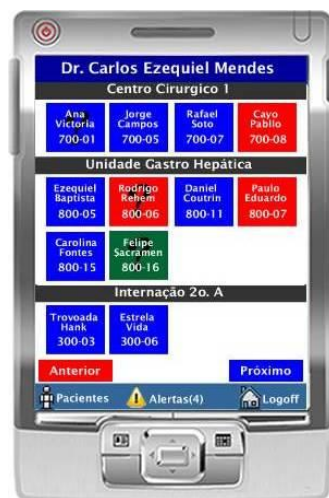 Dr. Carlos Ezequiel Mendes
Centro Cirurgico 1
Ana Victoria 700-01
Jorge Campos 700-05
Rafael Soto 700-07
Cayo Pabllo 700-08
Unidade Gastro Hepática
Ezequiel Baptista 800-05
Rodrigo Rehem 800-06
Daniel Coutrin 800-11
Paulo Eduardo 800-07
Carolina Fontes 800-15
Felipe Sacramen 800-16
Internação 2o. A
Trovoada Hank 300-03
Estrela Vida 300-06
Anterior Próximo
Pacientes Alertas(4) Logoff